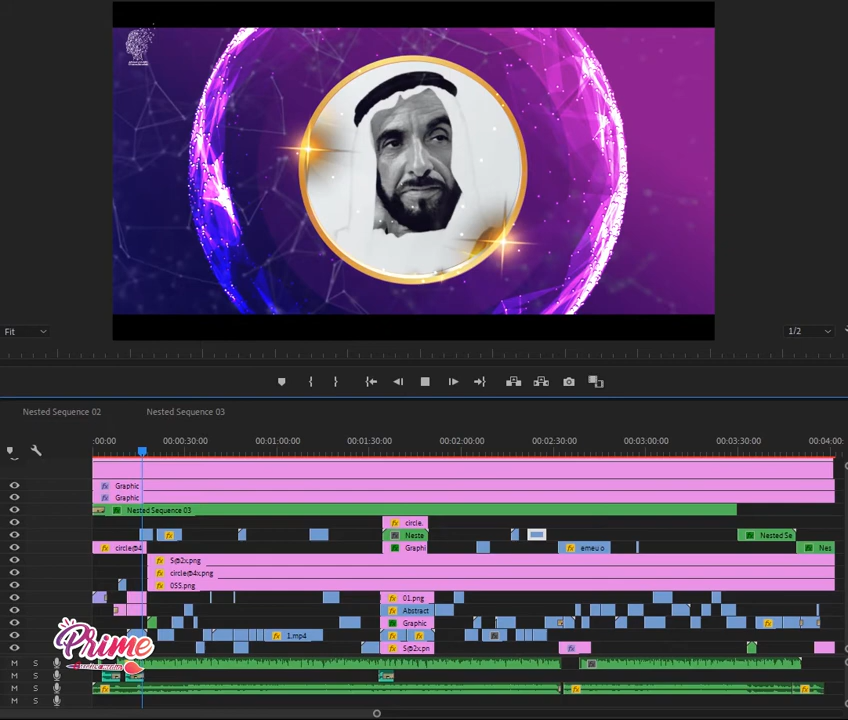 Fit
1/2
Nested Sequence 02
Nested Sequence 03
:00:00
00:00:30:00
00:01:00:00
00:01:30:00
00:02:00:00
00:02:30:00
00:03:00:00
00:03:30:00
00:04:00:
Graphic
Graphic
Nested Sequence 03
circle.
fx
Neste
Nested Se
circle@4
Graphi
emeu o
Nes
S@2x.png
circle@4x.png
055.png
01.png
Abstract
Graphic
1.mp4
S@2x.pn
Prime
M S
M S
M S
M S